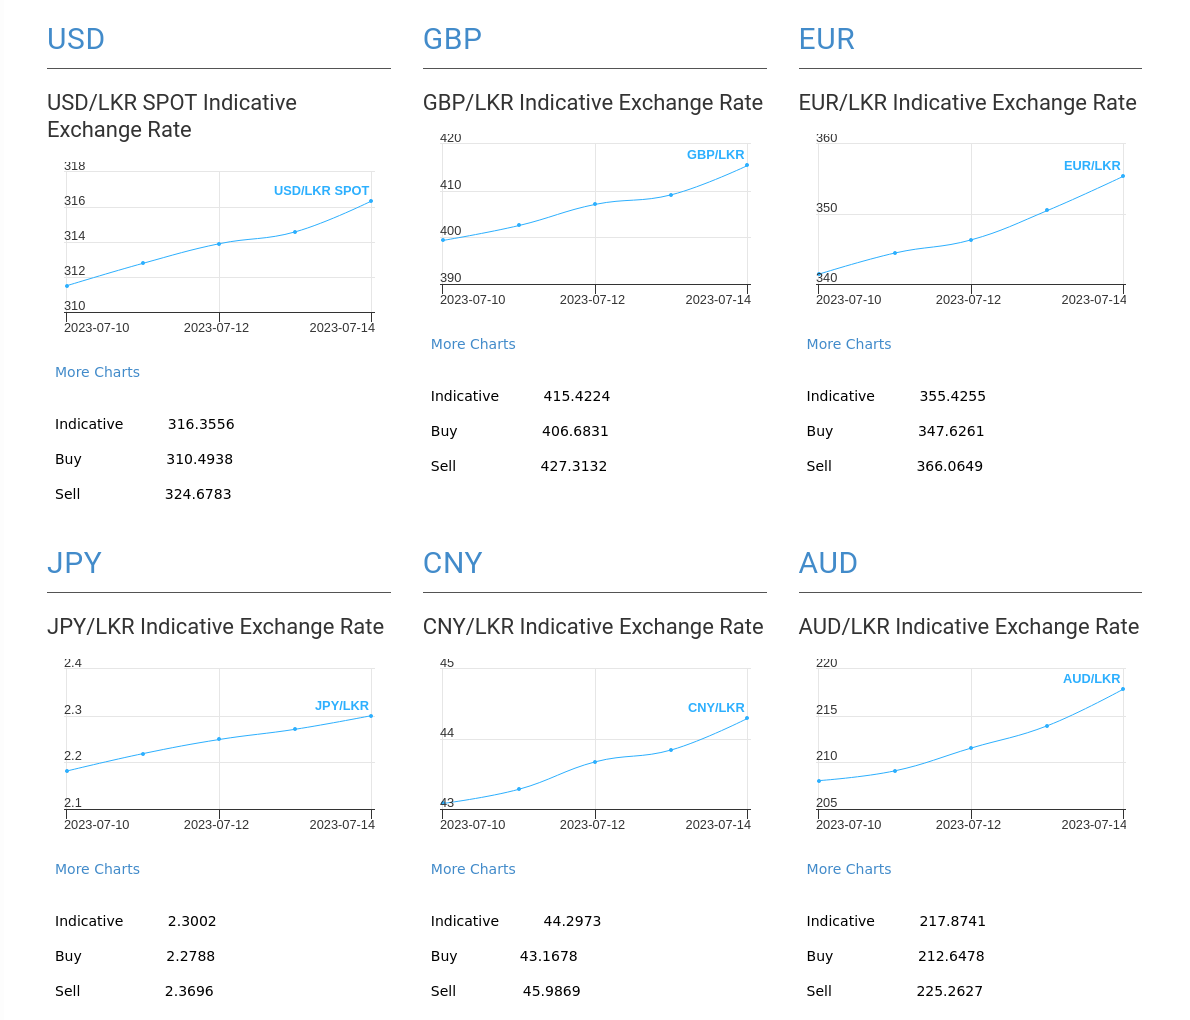 USD
USD/LKR SPOT Indicative
Exchange Rate
318
316
314
312
310
USD/LKR SPOT
2023-07-10 2023-07-12 2023-07-14
More Charts
Indicative 316.3556
Buy 310.4938
Sell 324.6783
GBP
GBP/LKR Indicative Exchange Rate
420
410
400
390
GBP/LKR
2023-07-10 2023-07-12 2023-07-14
More Charts
Indicative 415.4224
Buy 406.6831
Sell 427.3132
EUR
EUR/LKR Indicative Exchange Rate
360
350
340
EUR/LKR
2023-07-10 2023-07-12 2023-07-14
More Charts
Indicative 355.4255
Buy 347.6261
Sell 366.0649
JPY
JPY/LKR Indicative Exchange Rate
2.4
2.3
2.2
2.1
JPY/LKR
2023-07-10 2023-07-12 2023-07-14
More Charts
Indicative 2.3002
Buy 2.2788
Sell 2.3696
CNY
CNY/LKR Indicative Exchange Rate
45
44
43
CNY/LKR
2023-07-10 2023-07-12 2023-07-14
More Charts
Indicative 44.2973
Buy 43.1678
Sell 45.9869
AUD
AUD/LKR Indicative Exchange Rate
220
215
210
205
AUD/LKR
2023-07-10 2023-07-12 2023-07-14
More Charts
Indicative 217.8741
Buy 212.6478
Sell 225.2627